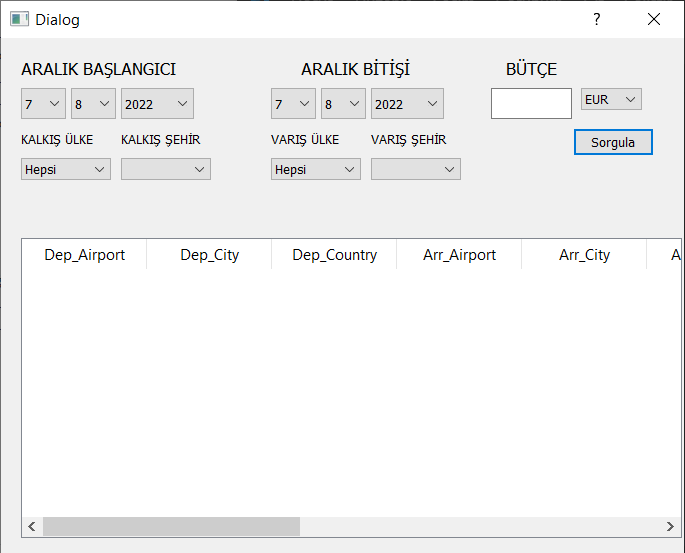 Dialog ?
ARALIK BAŞLANGICI ARALIK BİTİŞİ BÜTÇE
7 8 2022 7 8 2022 EUR
KALKIŞ ÜLKE KALKIŞ ŞEHİR VARIŞ ÜLKE VARIŞ ŞEHİR Sorgula
Hepsi Hepsi
Dep_Airport Dep_City Dep_Country Arr_Airport Arr_City A